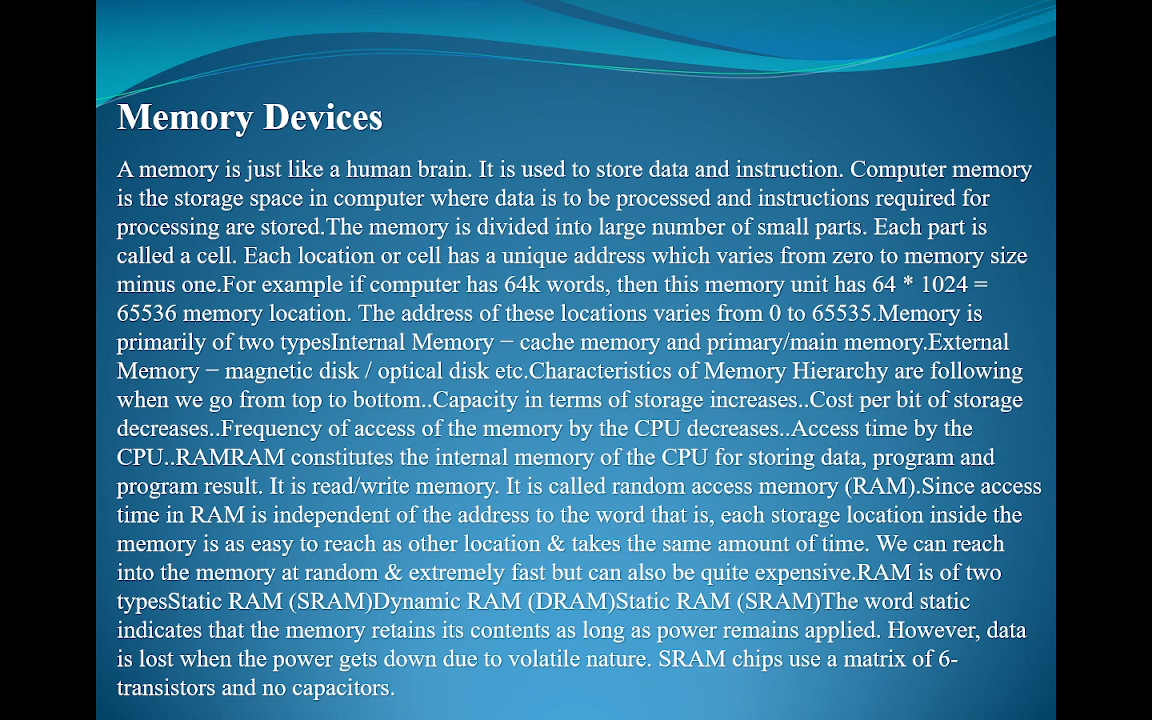 Memory Devices
A memory is just like a human brain. It is used to store data and instruction. Computer memory
is the storage space in computer where data is to be processed and instructions required for
processing are stored.The memory is divided into large number of small parts. Each part is
called a cell. Each location or cell has a unique address which varies from zero to memory size
minus one.For example if computer has 64k words, then this memory unit has 64 * 1024 =
65536 memory location. The address of these locations varies from 0 to 65535.Memory is
primarily of two typesInternal Memory − cache memory and primary/main memory.External
Memory − magnetic disk / optical disk etc.Characteristics of Memory Hierarchy are following
when we go from top to bottom..Capacity in terms of storage increases..Cost per bit of storage
decreases..Frequency of access of the memory by the CPU decreases..Access time by the
CPU..RAMRAM constitutes the internal memory of the CPU for storing data, program and
program result. It is read/write memory. It is called random access memory (RAM).Since access
time in RAM is independent of the address to the word that is, each storage location inside the
memory is as easy to reach as other location & takes the same amount of time. We can reach
into the memory at random & extremely fast but can also be quite expensive.RAM is of two
typesStatic RAM (SRAM)Dynamic RAM (DRAM)Static RAM (SRAM)The word static
indicates that the memory retains its contents as long as power remains applied. However, data
is lost when the power gets down due to volatile nature. SRAM chips use a matrix of 6-
transistors and no capacitors.